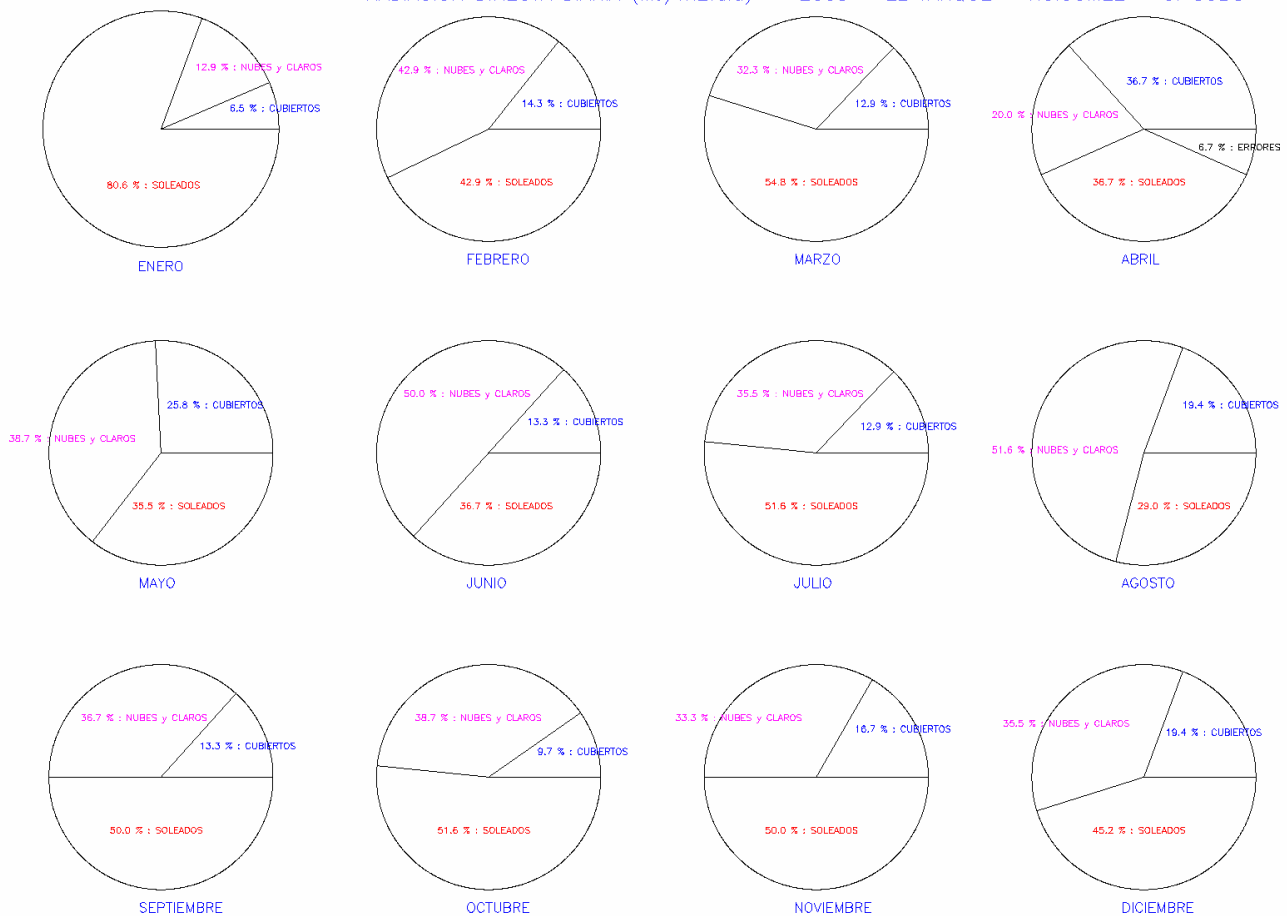 12.9 % : NUBES y CLAROS
6.5 % : CUBIERTOS
80.6 % : SOLEADOS
ENERO
42.9 % : NUBES y CLAROS
14.3 % : CUBIERTOS
42.9 % : SOLEADOS
FEBRERO
32.3 % : NUBES y CLAROS
12.9 % : CUBIERTOS
54.8 % : SOLEADOS
MARZO
36.7 % : CUBIERTOS
20.0 % : NUBES y CLAROS
6.7 % : ERRORES
36.7 % : SOLEADOS
ABRIL
25.8 % : CUBIERTOS
38.7 % : NUBES y CLAROS
35.5 % : SOLEADOS
MAYO
50.0 % : NUBES y CLAROS
13.3 % : CUBIERTOS
36.7 % : SOLEADOS
JUNIO
35.5 % : NUBES y CLAROS
12.9 % : CUBIERTOS
51.6 % : SOLEADOS
JULIO
19.4 % : CUBIERTOS
51.6 % : NUBES y CLAROS
29.0 % : SOLEADOS
AGOSTO
36.7 % : NUBES y CLAROS
13.3 % : CUBIERTOS
50.0 % : SOLEADOS
SEPTIEMBRE
38.7 % : NUBES y CLAROS
9.7 % : CUBIERTOS
51.6 % : SOLEADOS
OCTUBRE
33.3 % : NUBES y CLAROS
16.7 % : CUBIERTOS
50.0 % : SOLEADOS
NOVIEMBRE
35.5 % : NUBES y CLAROS
19.4 % : CUBIERTOS
45.2 % : SOLEADOS
DICIEMBRE